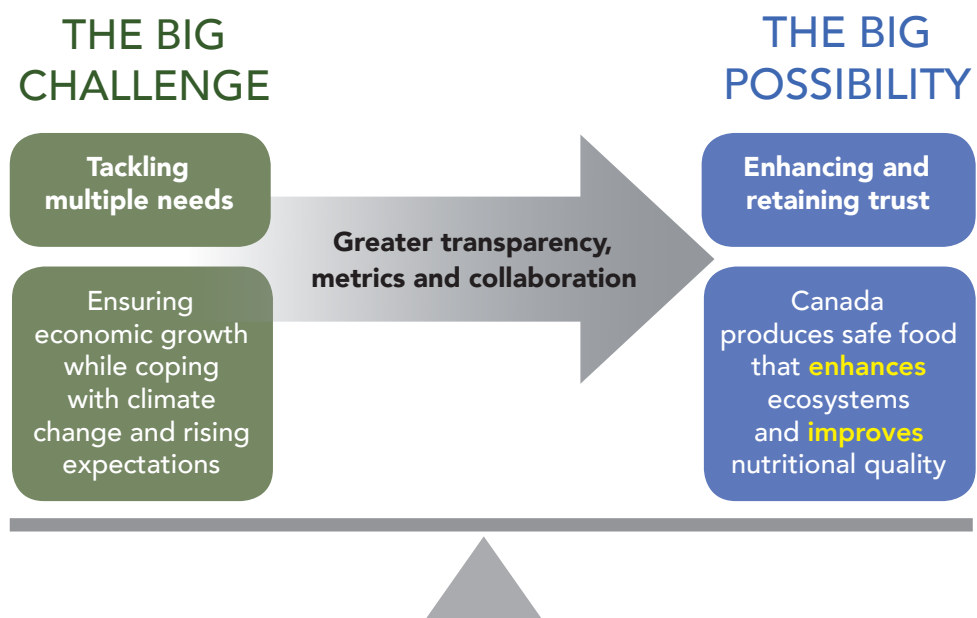 THE BIG
CHALLENGE
Tackling
multiple needs
Ensuring
economic growth
while coping
with climate
change and rising
expectations
Greater transparency,
metrics and collaboration
THE BIG
POSSIBILITY
Enhancing and
retaining trust
Canada
produces safe food
that enhances
ecosystems
and improves
nutritional quality